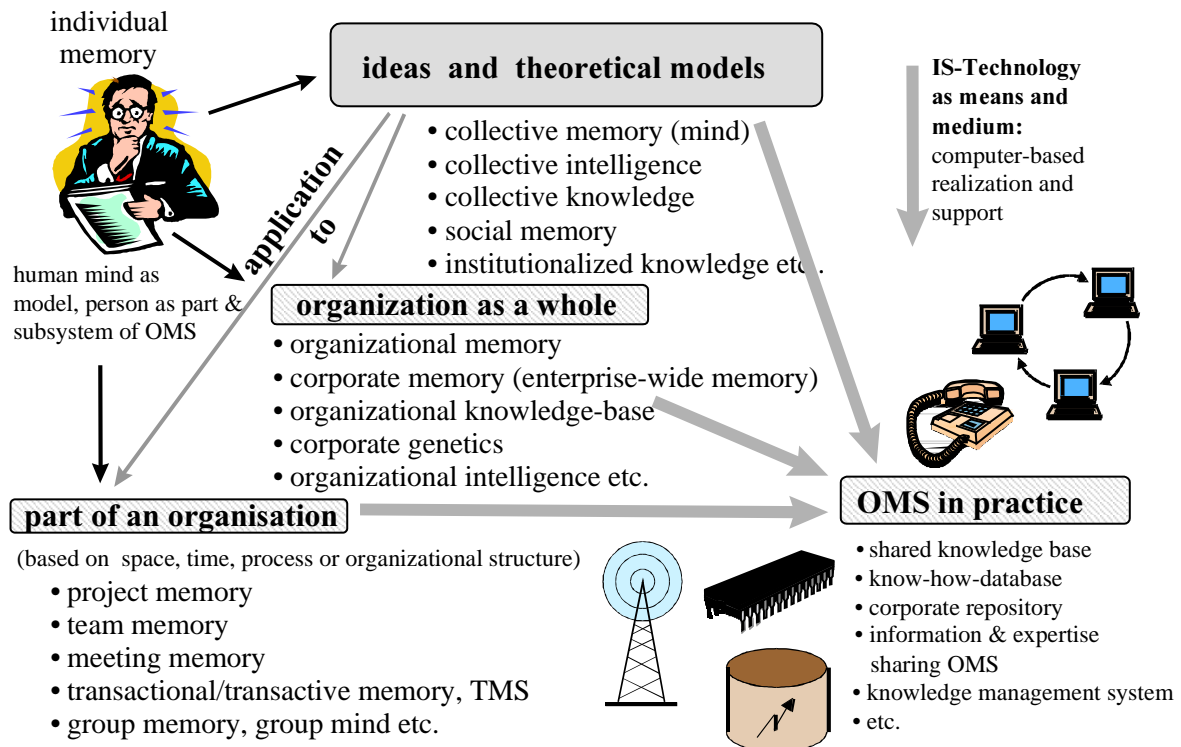 individual
memory
ideas and theoretical models
IS-Technology
as means and
medium:
computer-based
realization and
support
• collective memory (mind)
• collective intelligence
• collective knowledge
• social memory
• institutionalized knowledge etc .
application
to
human mind as
model, person as part &
subsystem of OMS
organization as a whole
• organizational memory
• corporate memory (enterprise-wide memory)
• organizational knowledge-base
• corporate genetics
• organizational intelligence etc.
part of an organisation
(based on space, time, process or organizational structure)
• project memory
• team memory
• meeting memory
• transactional/transactive memory, TMS
• group memory, group mind etc.
OMS in practice
• shared knowledge base
• know-how-database
• corporate repository
• information & expertise
sharing OMS
• knowledge management system
• etc.